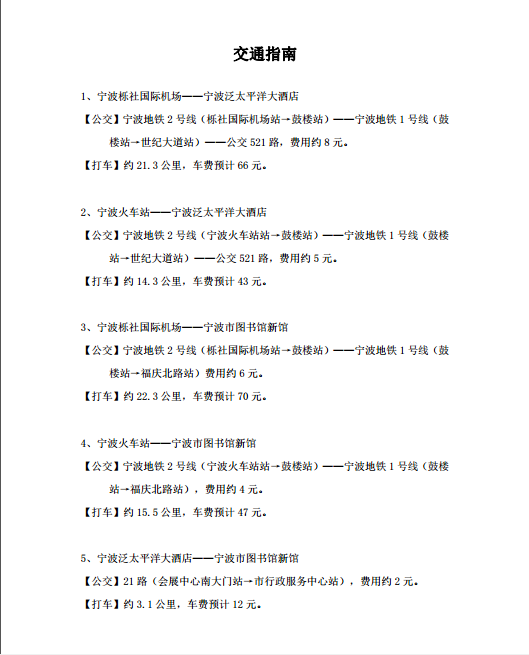 交通指南
1、宁波栎社国际机场——宁波泛太平洋大酒店
【公交】宁波地铁 2 号线（栎社国际机场站→鼓楼站）——宁波地铁 1 号线（鼓
楼站→世纪大道站）——公交 521 路，费用约 8 元。
【打车】约 21.3 公里，车费预计 66 元。
2、宁波火车站——宁波泛太平洋大酒店
【公交】宁波地铁 2 号线（宁波火车站站→鼓楼站）——宁波地铁 1 号线（鼓楼
站→世纪大道站）——公交 521 路，费用约 5 元。
【打车】约 14.3 公里，车费预计 43 元。
3、宁波栎社国际机场——宁波市图书馆新馆
【公交】宁波地铁 2 号线（栎社国际机场站→鼓楼站）——宁波地铁 1 号线（鼓
楼站→福庆北路站）费用约 6 元。
【打车】约 22.3 公里，车费预计 70 元。
4、宁波火车站——宁波市图书馆新馆
【公交】宁波地铁 2 号线（宁波火车站站→鼓楼站）——宁波地铁 1 号线（鼓楼
站→福庆北路站），费用约 4 元。
【打车】约 15.5 公里，车费预计 47 元。
5、宁波泛太平洋大酒店——宁波市图书馆新馆
【公交】21 路（会展中心南大门站→市行政服务中心站），费用约 2 元。
【打车】约 3.1 公里，车费预计 12 元。